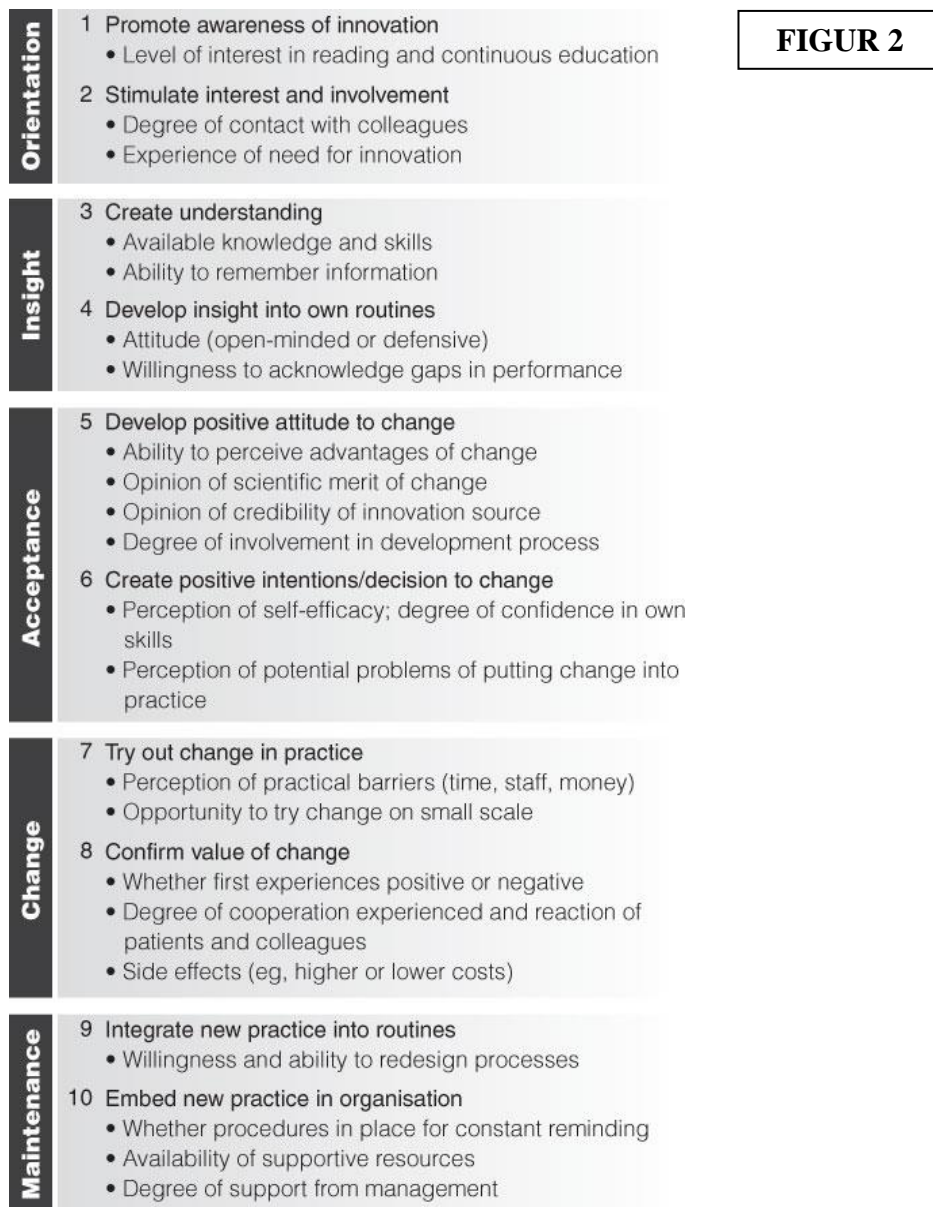 FIGUR 2
Orientation
1 Promote awareness of innovation
• Level of interest in reading and continuous education
2 Stimulate interest and involvement
• Degree of contact with colleagues
• Experience of need for innovation
Insight
3 Create understanding
• Available knowledge and skills
• Ability to remember information
4 Develop insight into own routines
• Attitude (open-minded or defensive)
• Willingness to acknowledge gaps in performance
Acceptance
5 Develop positive attitude to change
• Ability to perceive advantages of change
• Opinion of scientific merit of change
• Opinion of credibility of innovation source
• Degree of involvement in development process
6 Create positive intentions/decision to change
• Perception of self-efficacy; degree of confidence in own
skills
• Perception of potential problems of putting change into
practice
Change
7 Try out change in practice
• Perception of practical barriers (time, staff, money)
• Opportunity to try change on small scale
8 Confirm value of change
• Whether first experiences positive or negative
• Degree of cooperation experienced and reaction of
patients and colleagues
• Side effects (eg, higher or lower costs)
Maintenance
9 Integrate new practice into routines
• Willingness and ability to redesign processes
10 Embed new practice in organisation
• Whether procedures in place for constant reminding
• Availability of supportive resources
• Degree of support from management